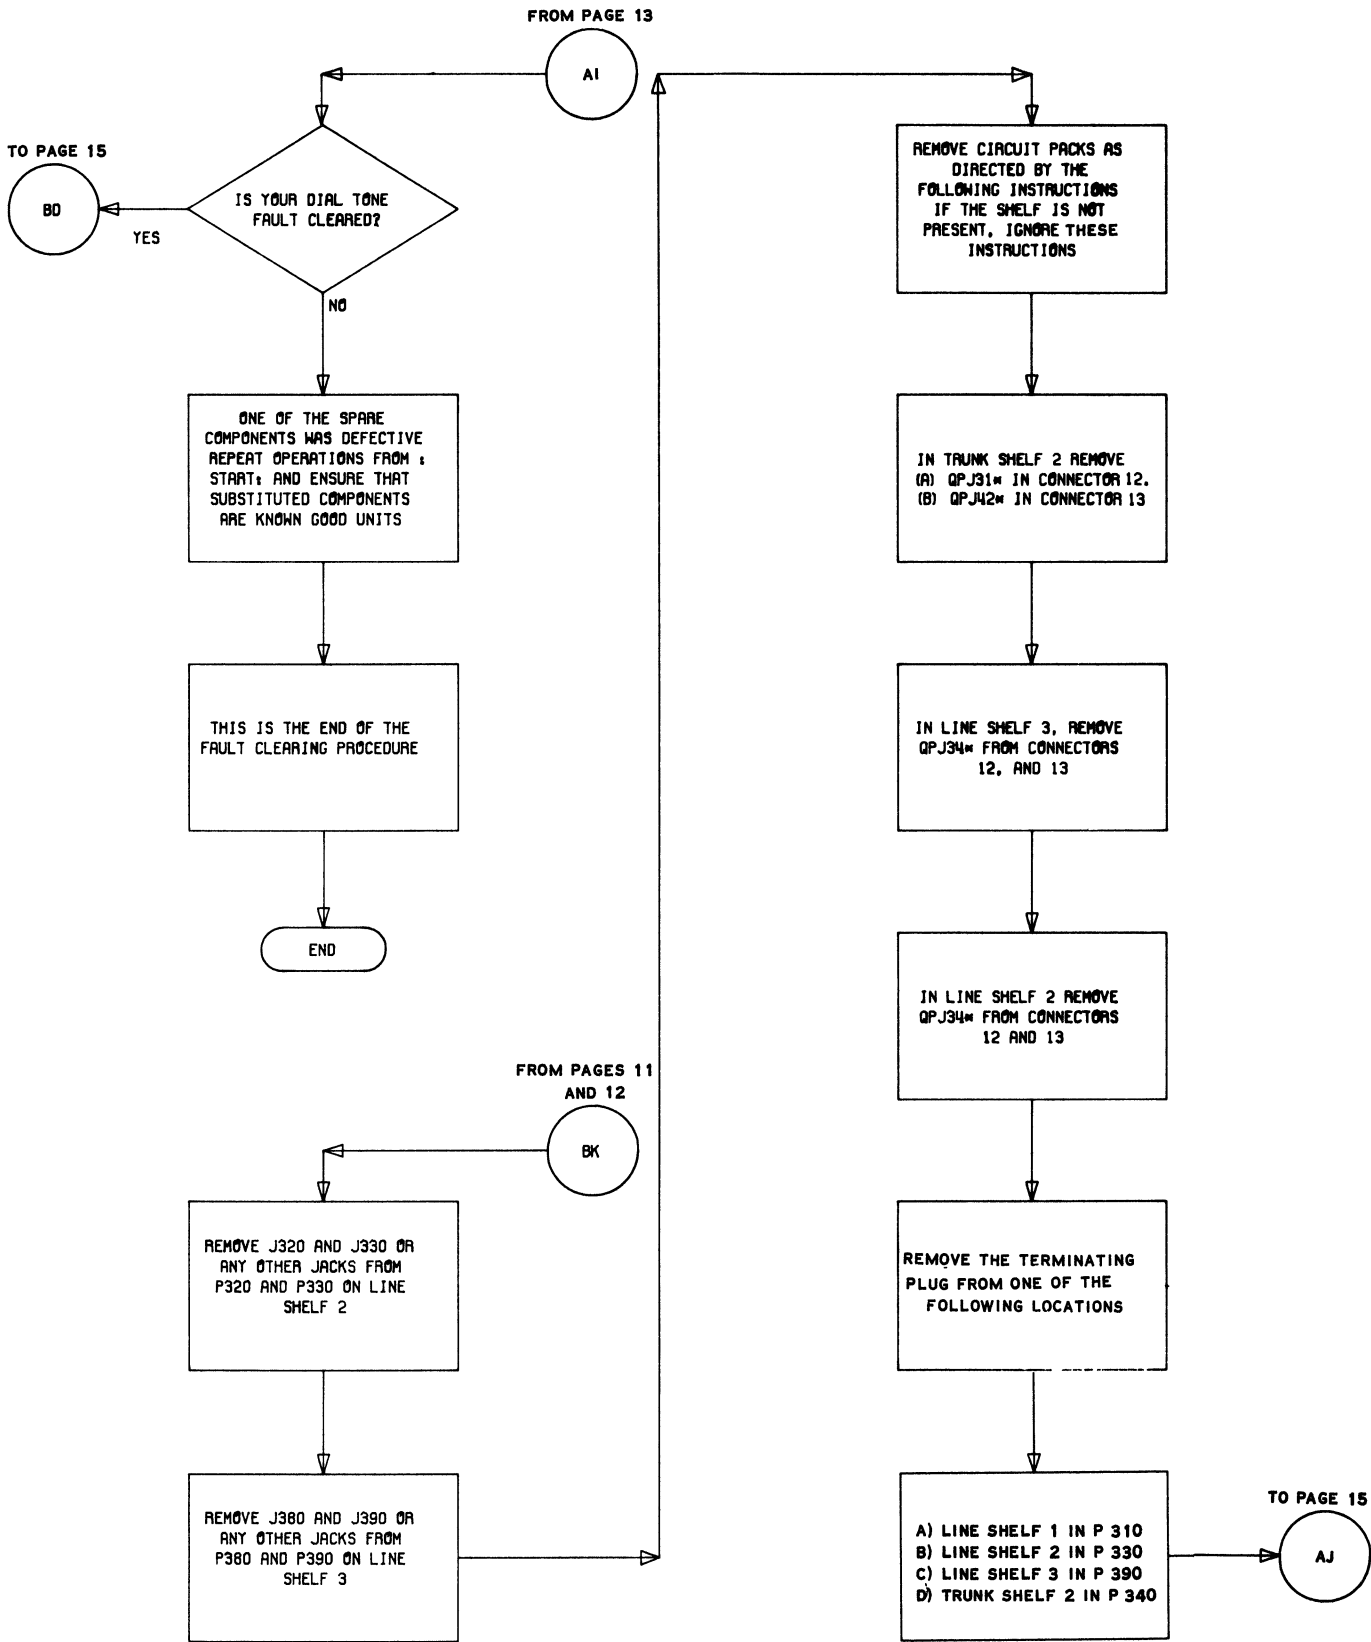 FROM PAGE 13
AI
TO PAGE 15
BD
YES
IS YOUR DIAL TONE
FAULT CLEARED?
NO
ONE OF THE SPARE
COMPONENTS WAS DEFECTIVE
REPEAT OPERATIONS FROM :
START: AND ENSURE THAT
SUBSTITUTED COMPONENTS
ARE KNOWN GOOD UNITS
THIS IS THE END OF THE
FAULT CLEARING PROCEDURE
END
FROM PAGES 11
AND 12
BK
REMOVE J320 AND J330 OR
ANY OTHER JACKS FROM
P320 AND P330 ON LINE
SHELF 2
REMOVE J380 AND J390 OR
ANY OTHER JACKS FROM
P380 AND P390 ON LINE
SHELF 3
REMOVE CIRCUIT PACKS AS
DIRECTED BY THE
FOLLOWING INSTRUCTIONS
IF THE SHELF IS NOT
PRESENT, IGNORE THESE
INSTRUCTIONS
IN TRUNK SHELF 2 REMOVE
(A) QPJ31* IN CONNECTOR 12.
(B) QPJ42* IN CONNECTOR 13
IN LINE SHELF 3, REMOVE
QPJ34* FROM CONNECTORS
12, AND 13
IN LINE SHELF 2 REMOVE
QPJ34* FROM CONNECTORS
12 AND 13
REMOVE THE TERMINATING
PLUG FROM ONE OF THE
FOLLOWING LOCATIONS
A) LINE SHELF 1 IN P 310
B) LINE SHELF 2 IN P 330
C) LINE SHELF 3 IN P 390
D) TRUNK SHELF 2 IN P 340
TO PAGE 15
AJ